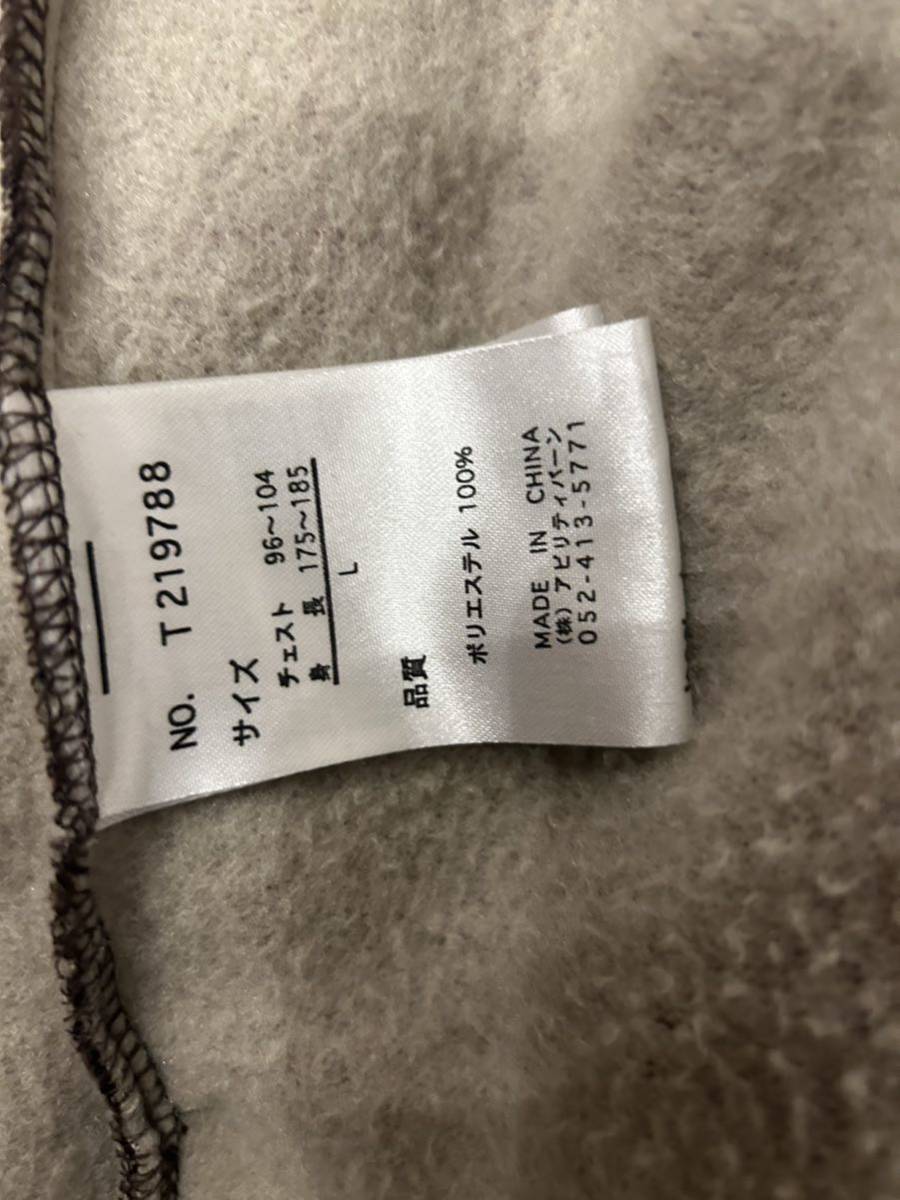 NO. T219788
サイズ
チェスト 96~104
身長 175~185
L
品質
ポリエステル 100%
MADE IN CHINA
(株)アビリティバーン
052-413-5771